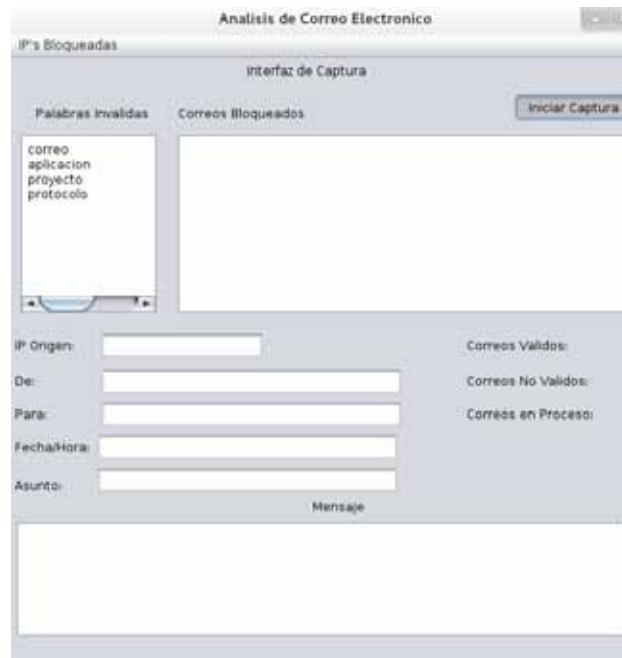 Analisis de Correo Electronico
IP's Bloqueadas
Interfaz de Captura
Palabras Invalidas
Correos Bloqueados
Iniciar Captura
correo
aplicacion
proyecto
protocolo
IP Origen:
Correos Validos:
De:
Correos No Validos:
Para:
Correos en Proceso:
Fecha/Hora:
Asunto:
Mensaje